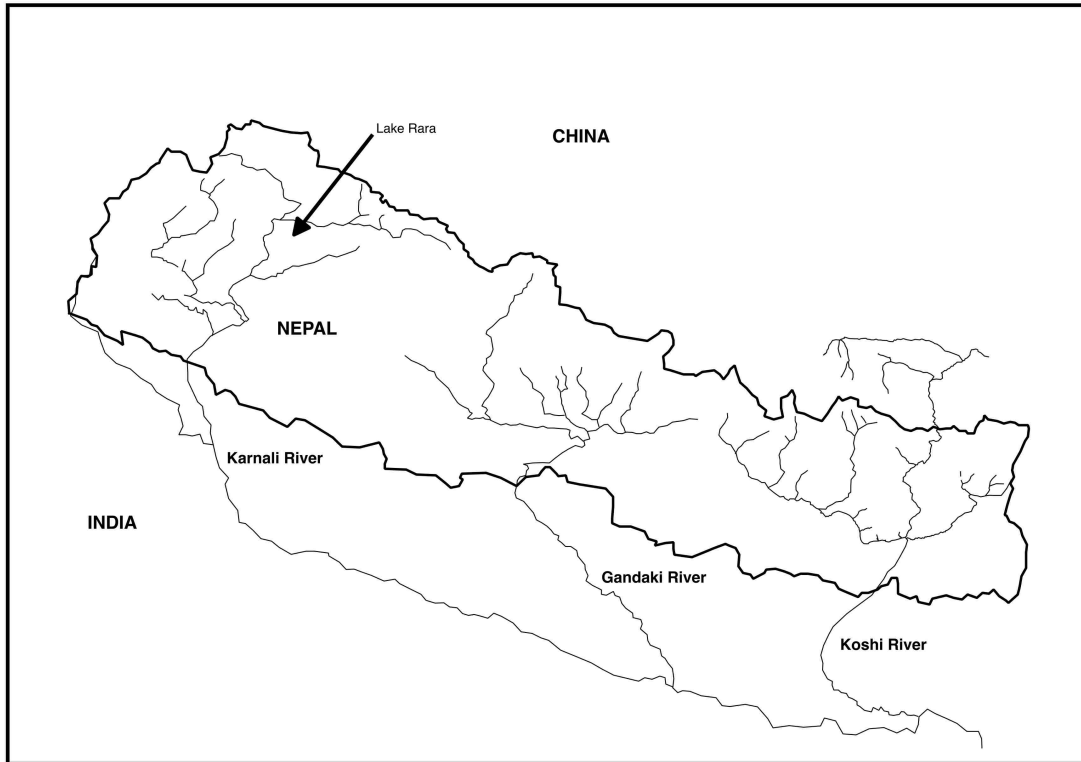 Lake Rara
CHINA
NEPAL
Karnali River
INDIA
Gandaki River
Koshi River